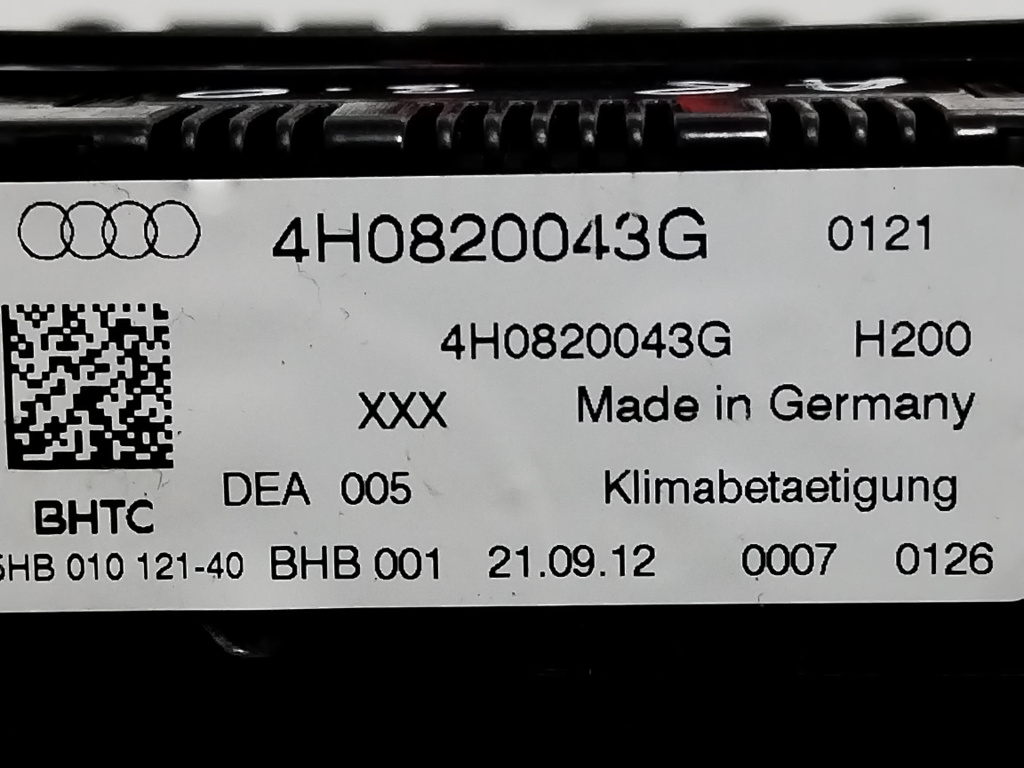 4H0820043G 0121
4H0820043G H200
XXX Made in Germany
DEA 005 Klimabetaetigung
BHTC
5HB 010 121-40 BHB 001 21.09.12 0007 0126